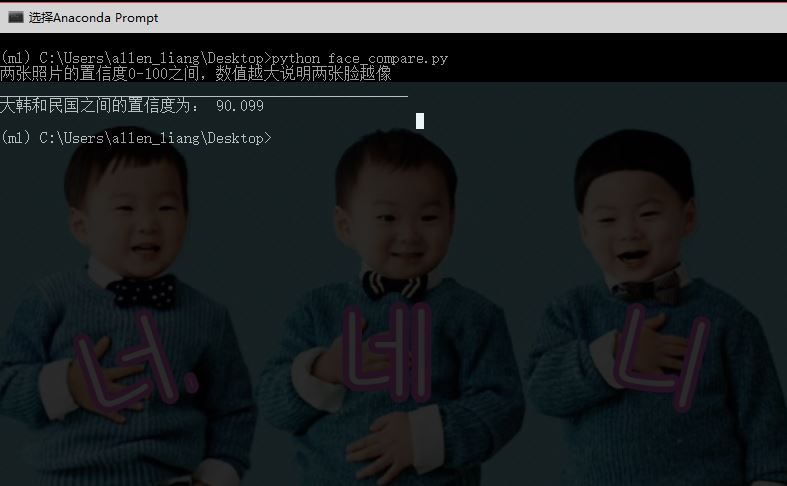 选择Anaconda Prompt
(ml) C:\Users\allen_liang\Desktop>python face_compare.py
两张照片的置信度0-100之间，数值越大说明两张脸越像
大韩和民国之间的置信度为： 90.099
(ml) C:\Users\allen_liang\Desktop>
너. 네 니